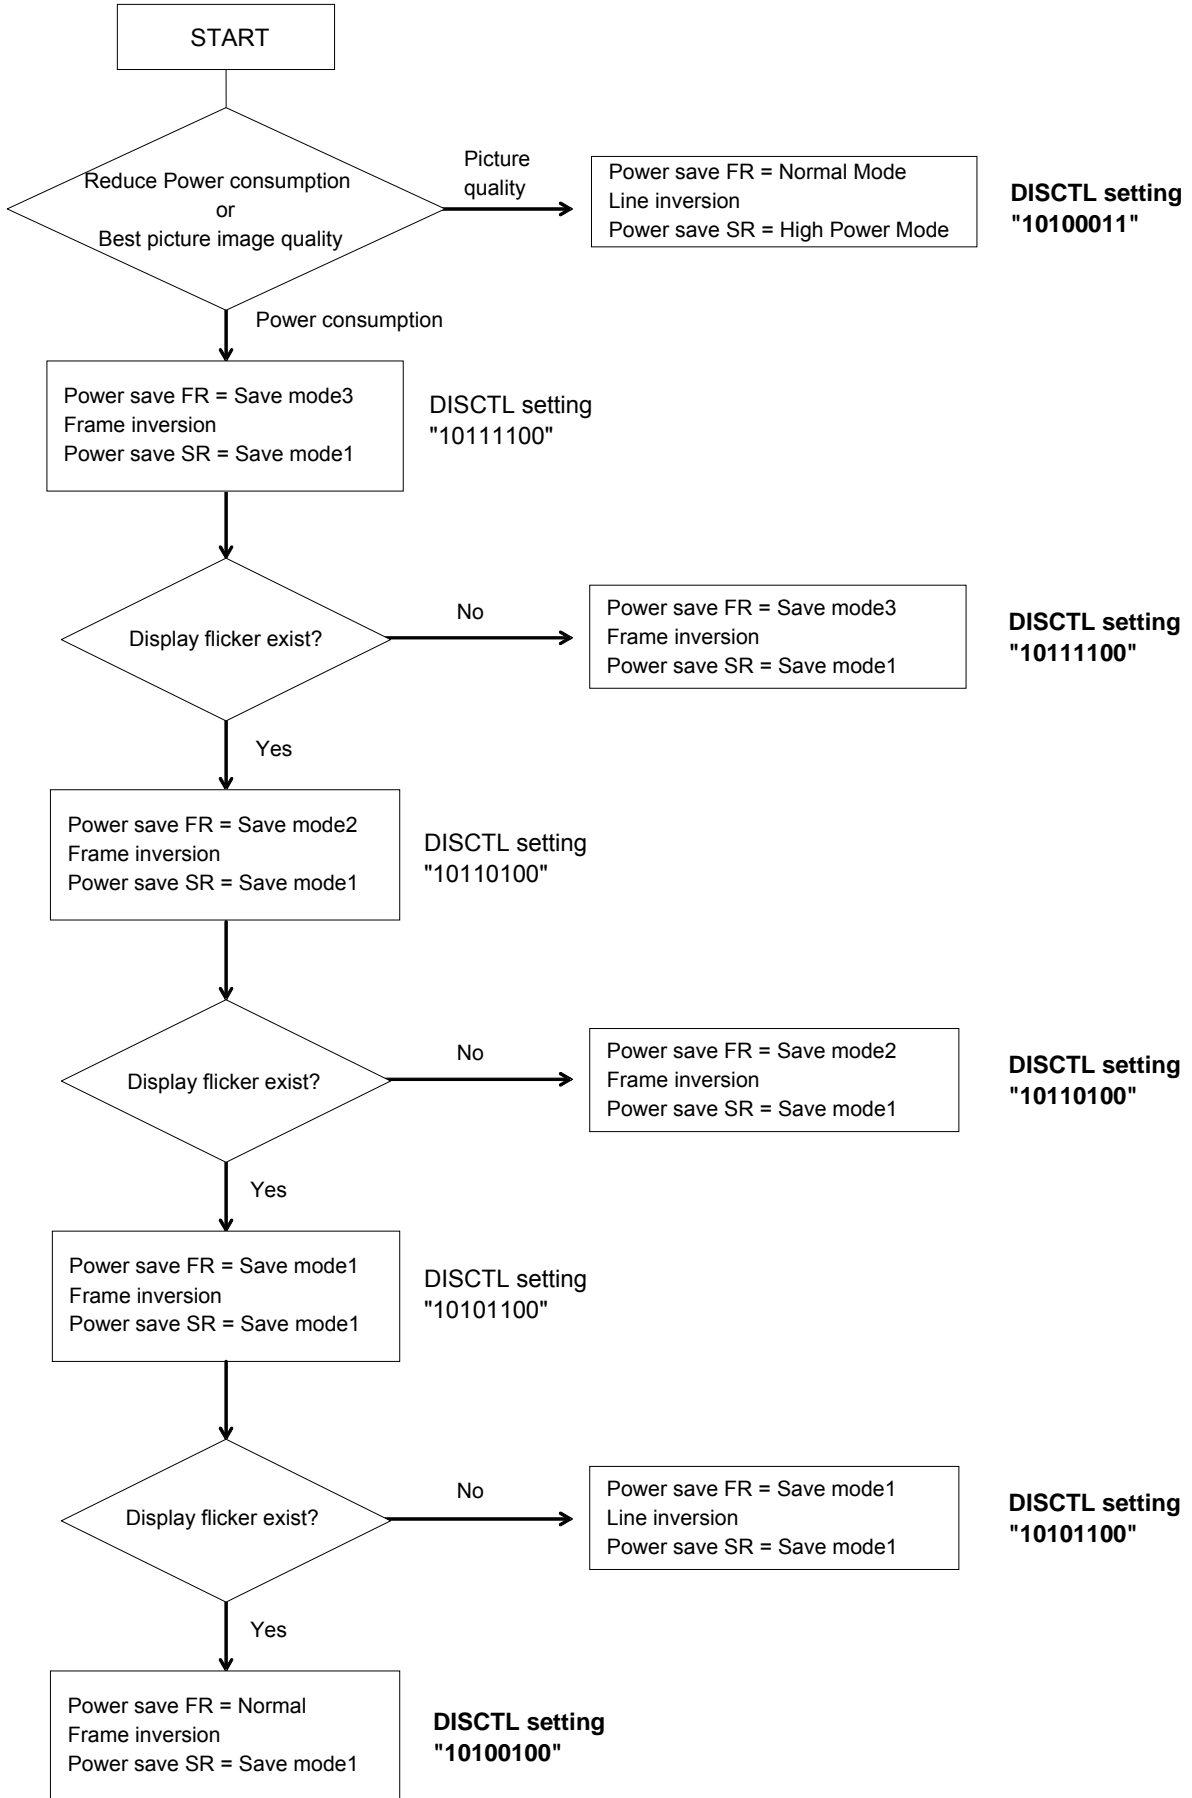 START
Reduce Power consumption
or
Best picture image quality
Picture
quality
Power save FR = Normal Mode
Line inversion
Power save SR = High Power Mode
DISCTL setting
"10100011"
Power consumption
Power save FR = Save mode3
Frame inversion
Power save SR = Save mode1
DISCTL setting
"10111100"
Display flicker exist?
No
Power save FR = Save mode3
Frame inversion
Power save SR = Save mode1
DISCTL setting
"10111100"
Yes
Power save FR = Save mode2
Frame inversion
Power save SR = Save mode1
DISCTL setting
"10110100"
Display flicker exist?
No
Power save FR = Save mode2
Frame inversion
Power save SR = Save mode1
DISCTL setting
"10110100"
Yes
Power save FR = Save mode1
Frame inversion
Power save SR = Save mode1
DISCTL setting
"10101100"
Display flicker exist?
No
Power save FR = Save mode1
Line inversion
Power save SR = Save mode1
DISCTL setting
"10101100"
Yes
Power save FR = Normal
Frame inversion
Power save SR = Save mode1
DISCTL setting
"10100100"